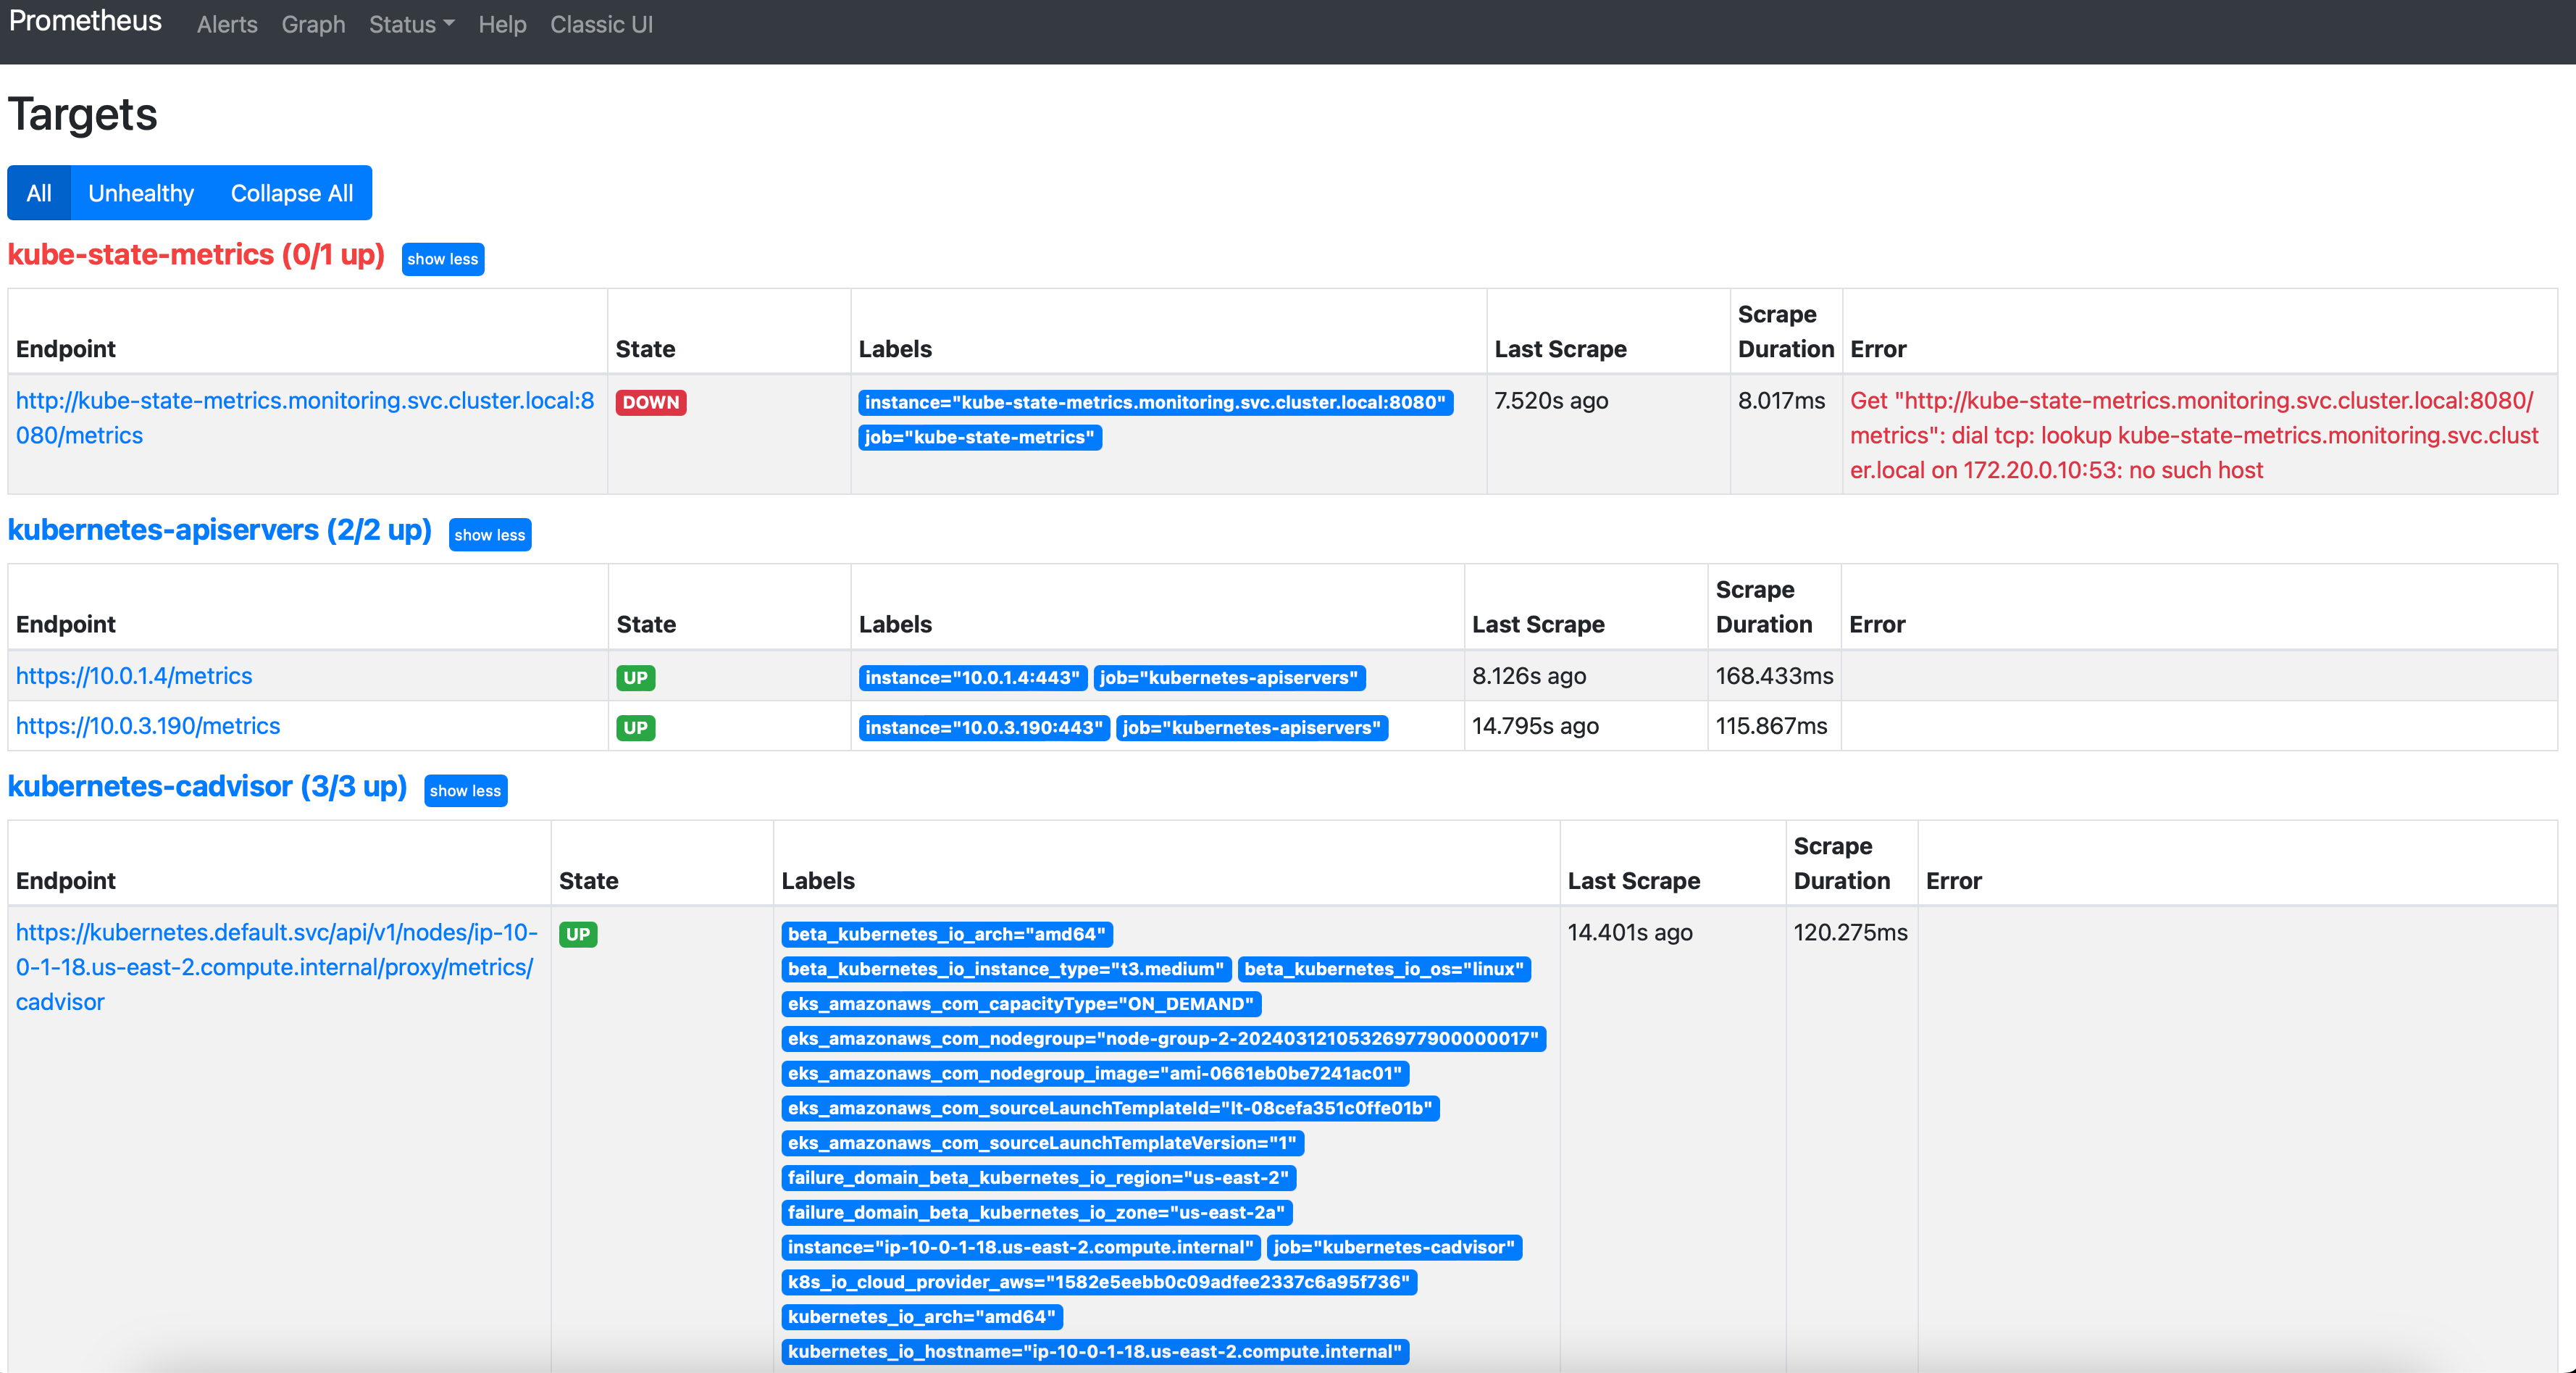 Prometheus Alerts Graph Status Help Classic UI
Targets
All Unhealthy Collapse All
kube-state-metrics (0/1 up) show less
Endpoint State Labels Last Scrape Scrape Duration Error
http://kube-state-metrics.monitoring.svc.cluster.local:8
080/metrics
DOWN
instance="kube-state-metrics.monitoring.svc.cluster.local:8080"
job="kube-state-metrics"
7.520s ago
8.017ms
Get "http://kube-state-metrics.monitoring.svc.cluster.local:8080/
metrics": dial tcp: lookup kube-state-metrics.monitoring.svc.clust
er.local on 172.20.0.10:53: no such host
kubernetes-apiservers (2/2 up) show less
Endpoint State Labels Last Scrape Scrape Duration Error
https://10.0.1.4/metrics UP instance="10.0.1.4:443" job="kubernetes-apiservers" 8.126s ago 168.433ms
https://10.0.3.190/metrics UP instance="10.0.3.190:443" job="kubernetes-apiservers" 14.795s ago 115.867ms
kubernetes-cadvisor (3/3 up) show less
Endpoint State Labels Last Scrape Scrape Duration Error
https://kubernetes.default.svc/api/v1/nodes/ip-10-
0-1-18.us-east-2.compute.internal/proxy/metrics/
cadvisor
UP
beta_kubernetes_io_arch="amd64"
beta_kubernetes_io_instance_type="t3.medium" beta_kubernetes_io_os="linux"
eks_amazonaws_com_capacityType="ON_DEMAND"
eks_amazonaws_com_nodegroup="node-group-2-20240312105326977900000017"
eks_amazonaws_com_nodegroup_image="ami-0661eb0be7241ac01"
eks_amazonaws_com_sourceLaunchTemplateId="lt-08cefa351c0ffe01b"
eks_amazonaws_com_sourceLaunchTemplateVersion="1"
failure_domain_beta_kubernetes_io_region="us-east-2"
failure_domain_beta_kubernetes_io_zone="us-east-2a"
instance="ip-10-0-1-18.us-east-2.compute.internal" job="kubernetes-cadvisor"
k8s_io_cloud_provider_aws="1582e5eebb0c09adfee2337c6a95f736"
kubernetes_io_arch="amd64"
kubernetes_io_hostname="ip-10-0-1-18.us-east-2.compute.internal"
14.401s ago
120.275ms